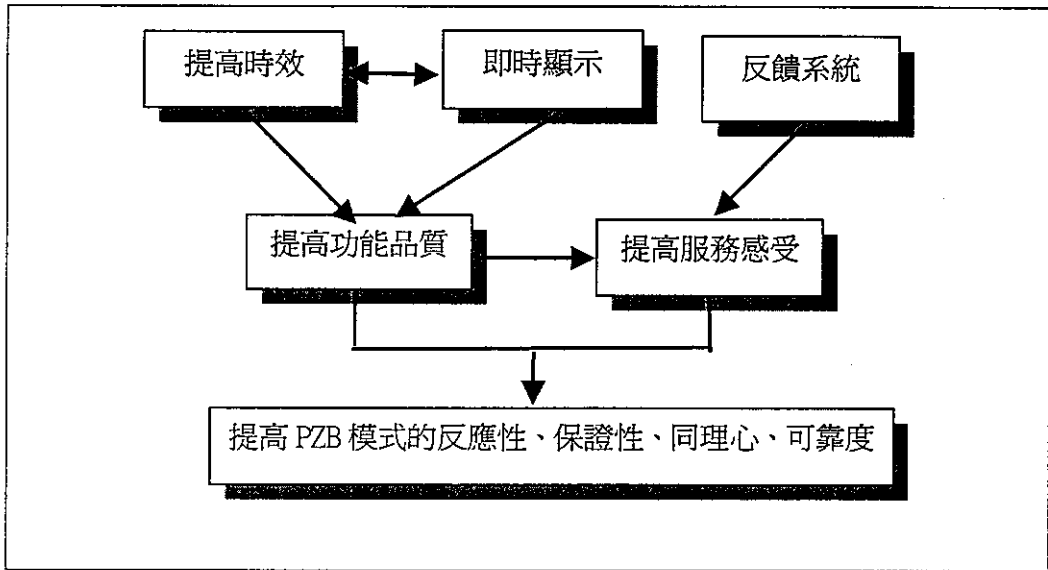 提高時效
即時顯示
反饋系統
提高功能品質
提高服務感受
提高 PZB 模式的反應性、保證性、同理心、可靠度